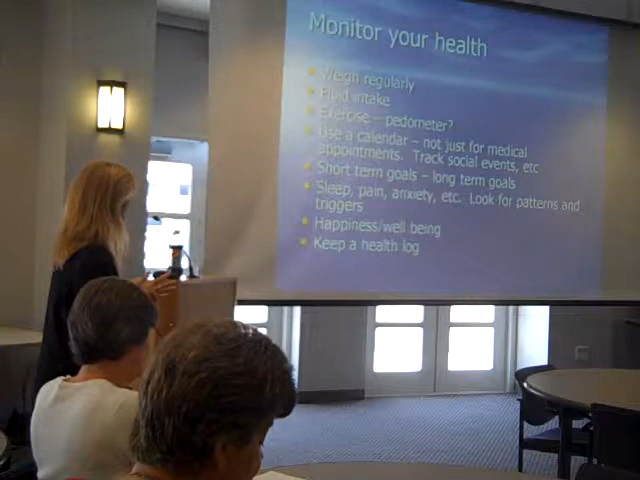 Monitor your health
Weigh regularly
Fluid intake
Exercise – pedometer?
Use a calendar – not just for medical
appointments. Track social events, etc
Short term goals – long term goals
Sleep, pain, anxiety, etc. Look for patterns and
triggers
Happiness/well being
Keep a health log